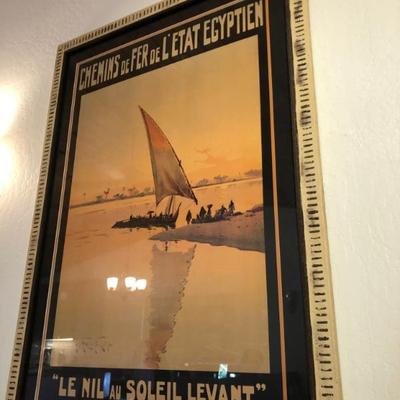 CHEMINS DE FER DE L'ETAT EGYPTIEN
"LE NIL AU SOLEIL LEVANT"